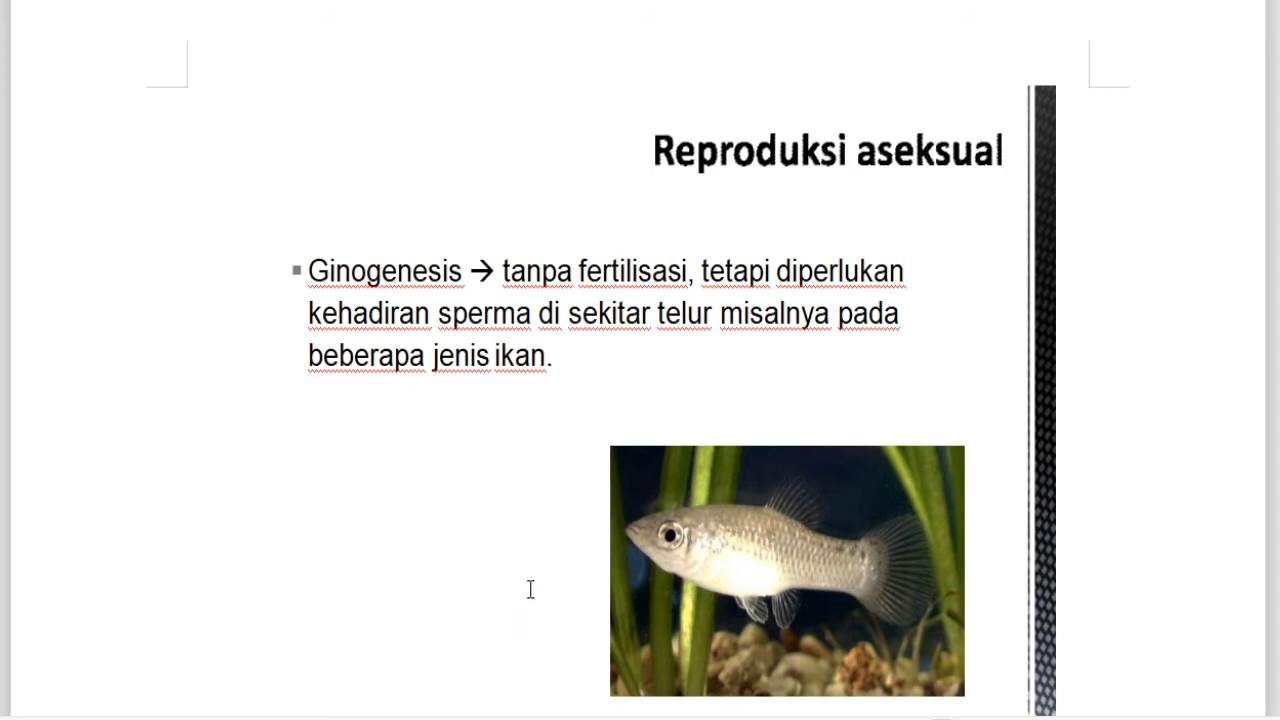 Reproduksi aseksual
▪ Ginogenesis → tanpa fertilisasi, tetapi diperlukan
kehadiran sperma di sekitar telur misalnya pada
beberapa jenis ikan.